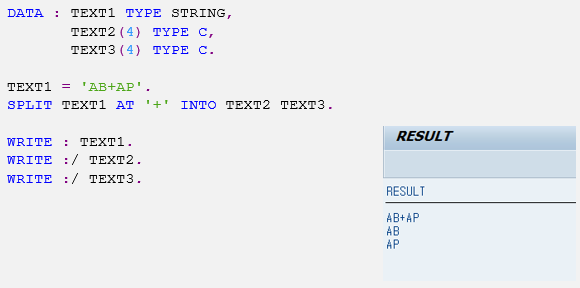 DATA : TEXT1 TYPE STRING,
TEXT2(4) TYPE C,
TEXT3(4) TYPE C.
TEXT1 = 'AB+AP'.
SPLIT TEXT1 AT '+' INTO TEXT2 TEXT3.
WRITE : TEXT1.
WRITE :/ TEXT2.
WRITE :/ TEXT3.
RESULT
RESULT
AB+AP
AB
AP